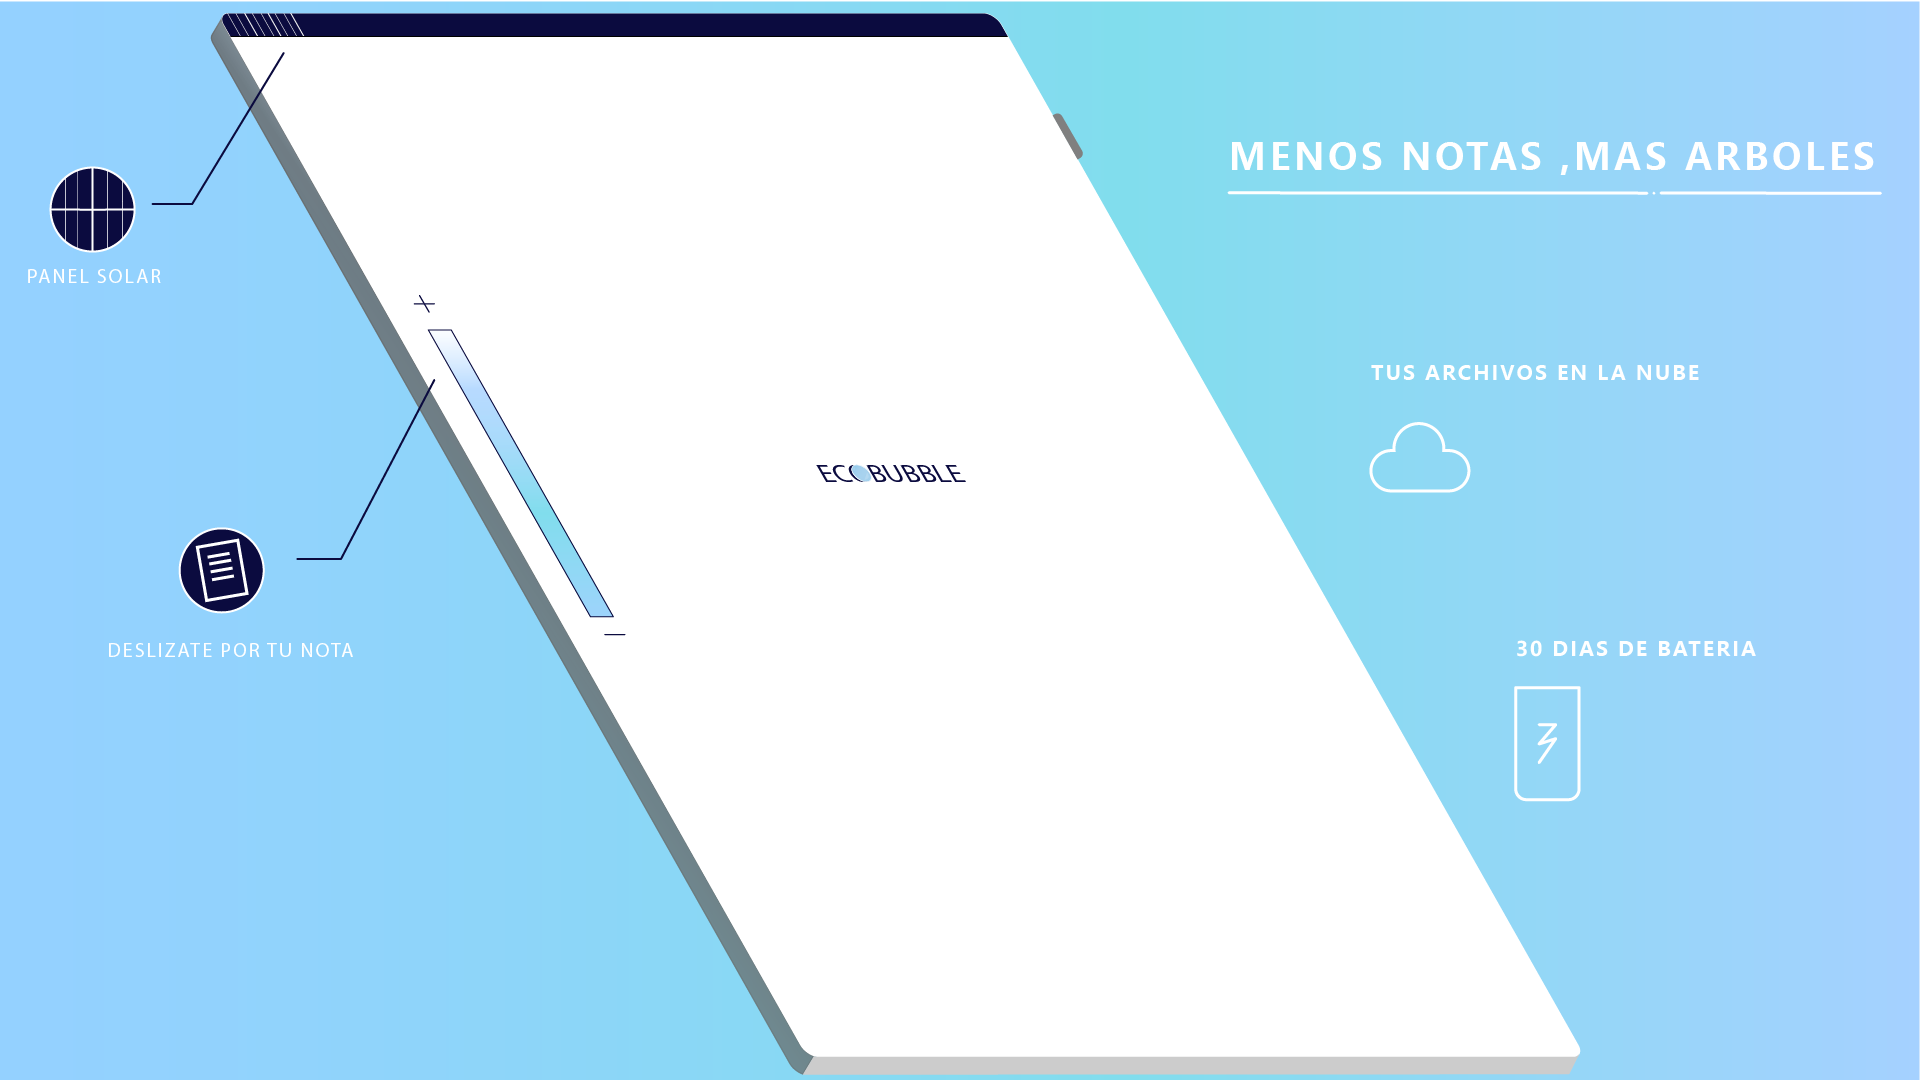 MENOS NOTAS ,MAS ARBOLES
PANEL SOLAR
TUS ARCHIVOS EN LA NUBE
ECOBUBBLE
DESLIZATE POR TU NOTA
30 DIAS DE BATERIA